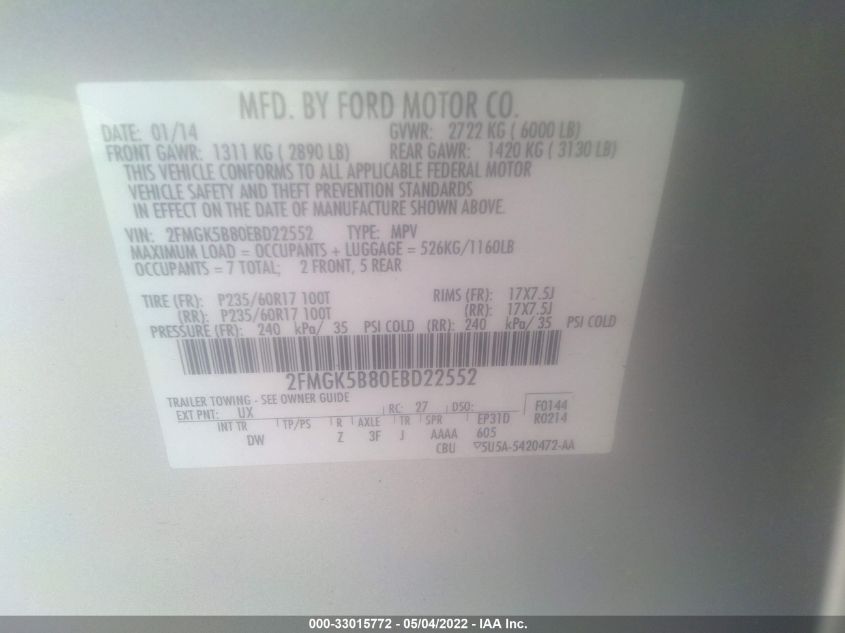 MFD. BY FORD MOTOR CO.
DATE: 01/14 GVWR: 2722 KG ( 6000 LB)
FRONT GAWR: 1311 KG ( 2890 LB) REAR GAWR: 1420 KG ( 3130 LB)
THIS VEHICLE CONFORMS TO ALL APPLICABLE FEDERAL MOTOR
VEHICLE SAFETY AND THEFT PREVENTION STANDARDS
IN EFFECT ON THE DATE OF MANUFACTURE SHOWN ABOVE.
VIN: 2FMGK5B80EBD22552 TYPE: MPV
MAXIMUM LOAD = OCCUPANTS + LUGGAGE = 526KG/1160LB
OCCUPANTS = 7 TOTAL; 2 FRONT, 5 REAR
TIRE (FR): P235/60R17 100T RIMS (FR): 17X7.5J
(RR): P235/60R17 100T (RR): 17X7.5J
PRESSURE (FR): 240 kPa/ 35 PSI COLD (RR): 240 kPa/ 35 PSI COLD
2FMGK5B80EBD22552
TRAILER TOWING - SEE OWNER GUIDE
EXT PNT: UX RC: 27 DSO: F0144
INT TR TP/PS R AXLE TR SPR EP31D R0214
DW Z 3F J AAAA 605
CBU ▽5U5A-5420472-AA
000-33015772 - 05/04/2022 - IAA Inc.